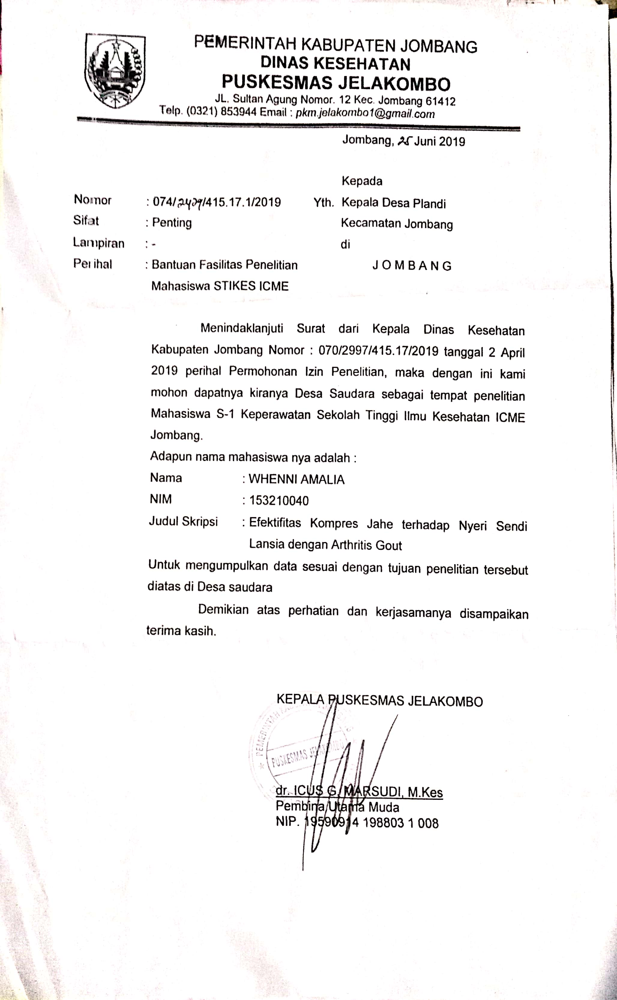 PEMERINTAH KABUPATEN JOMBANG
DINAS KESEHATAN
PUSKESMAS JELAKOMBO
JL. Sultan Agung Nomor. 12 Kec. Jombang 61412
Telp. (0321) 853944 Email : pkm.jelakombo1@gmail.com
Jombang, 25 Juni 2019
Kepada
Nomor : 074/ /415.17.1/2019 Yth. Kepala Desa Plandi
Sifat : Penting Kecamatan Jombang
Lampiran : - di
Perihal : Bantuan Fasilitas Penelitian J O M B A N G
Mahasiswa STIKES ICME
Menindaklanjuti Surat dari Kepala Dinas Kesehatan
Kabupaten Jombang Nomor : 070/2997/415.17/2019 tanggal 2 April
2019 perihal Permohonan Izin Penelitian, maka dengan ini kami
mohon dapatnya kiranya Desa Saudara sebagai tempat penelitian
Mahasiswa S-1 Keperawatan Sekolah Tinggi Ilmu Kesehatan ICME
Jombang.
Adapun nama mahasiswa nya adalah :
Nama : WHENNI AMALIA
NIM : 153210040
Judul Skripsi : Efektifitas Kompres Jahe terhadap Nyeri Sendi
Lansia dengan Arthritis Gout
Untuk mengumpulkan data sesuai dengan tujuan penelitian tersebut
diatas di Desa saudara
Demikian atas perhatian dan kerjasamanya disampaikan
terima kasih.
KEPALA PUSKESMAS JELAKOMBO
PEMERINTAH KABUPATEN
PUSKESMAS JELAKOMBO
dr. ICUS G. MARSUDI, M.Kes
Pembina Utama Muda
NIP. 19590914 198803 1 008